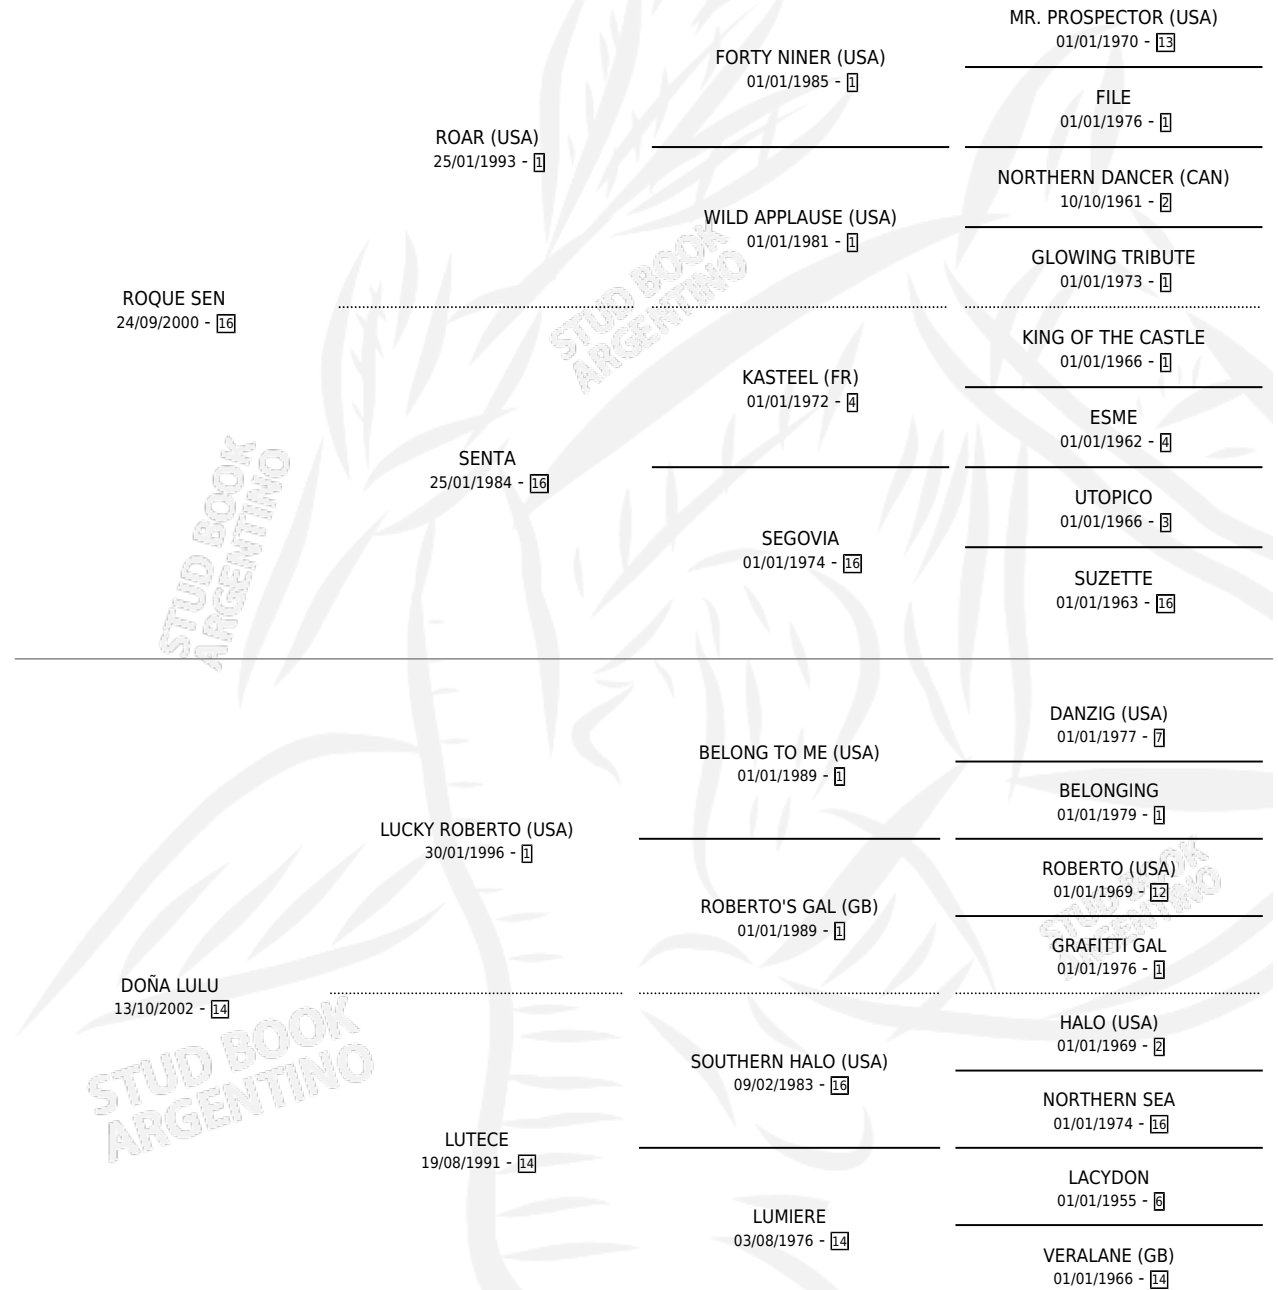 MR. PROSPECTOR (USA)
01/01/1970 - 13
FORTY NINER (USA)
01/01/1985 - 1
FILE
01/01/1976 - 1
ROAR (USA)
25/01/1993 - 1
NORTHERN DANCER (CAN)
10/10/1961 - 2
WILD APPLAUSE (USA)
01/01/1981 - 1
GLOWING TRIBUTE
01/01/1973 - 1
ROQUE SEN
24/09/2000 - 16
STUD BOOK
ARGENTINO
KING OF THE CASTLE
01/01/1966 - 1
KASTEEL (FR)
01/01/1972 - 4
ESME
01/01/1962 - 4
SENTA
25/01/1984 - 16
UTOPICO
01/01/1966 - 3
SEGOVIA
01/01/1974 - 16
SUZETTE
01/01/1963 - 16
STUD BOOK
ARGENTINO
DANZIG (USA)
01/01/1977 - 7
BELONG TO ME (USA)
01/01/1989 - 1
BELONGING
01/01/1979 - 1
LUCKY ROBERTO (USA)
30/01/1996 - 1
ROBERTO (USA)
01/01/1969 - 12
ROBERTO'S GAL (GB)
01/01/1989 - 1
GRAFITTI GAL
01/01/1976 - 1
STUD BOOK
ARGENTINO
DOÑA LULU
13/10/2002 - 14
STUD BOOK
ARGENTINO
HALO (USA)
01/01/1969 - 2
SOUTHERN HALO (USA)
09/02/1983 - 16
NORTHERN SEA
01/01/1974 - 16
LUTECE
19/08/1991 - 14
LACYDON
01/01/1955 - 6
LUMIERE
03/08/1976 - 14
VERALANE (GB)
01/01/1966 - 14